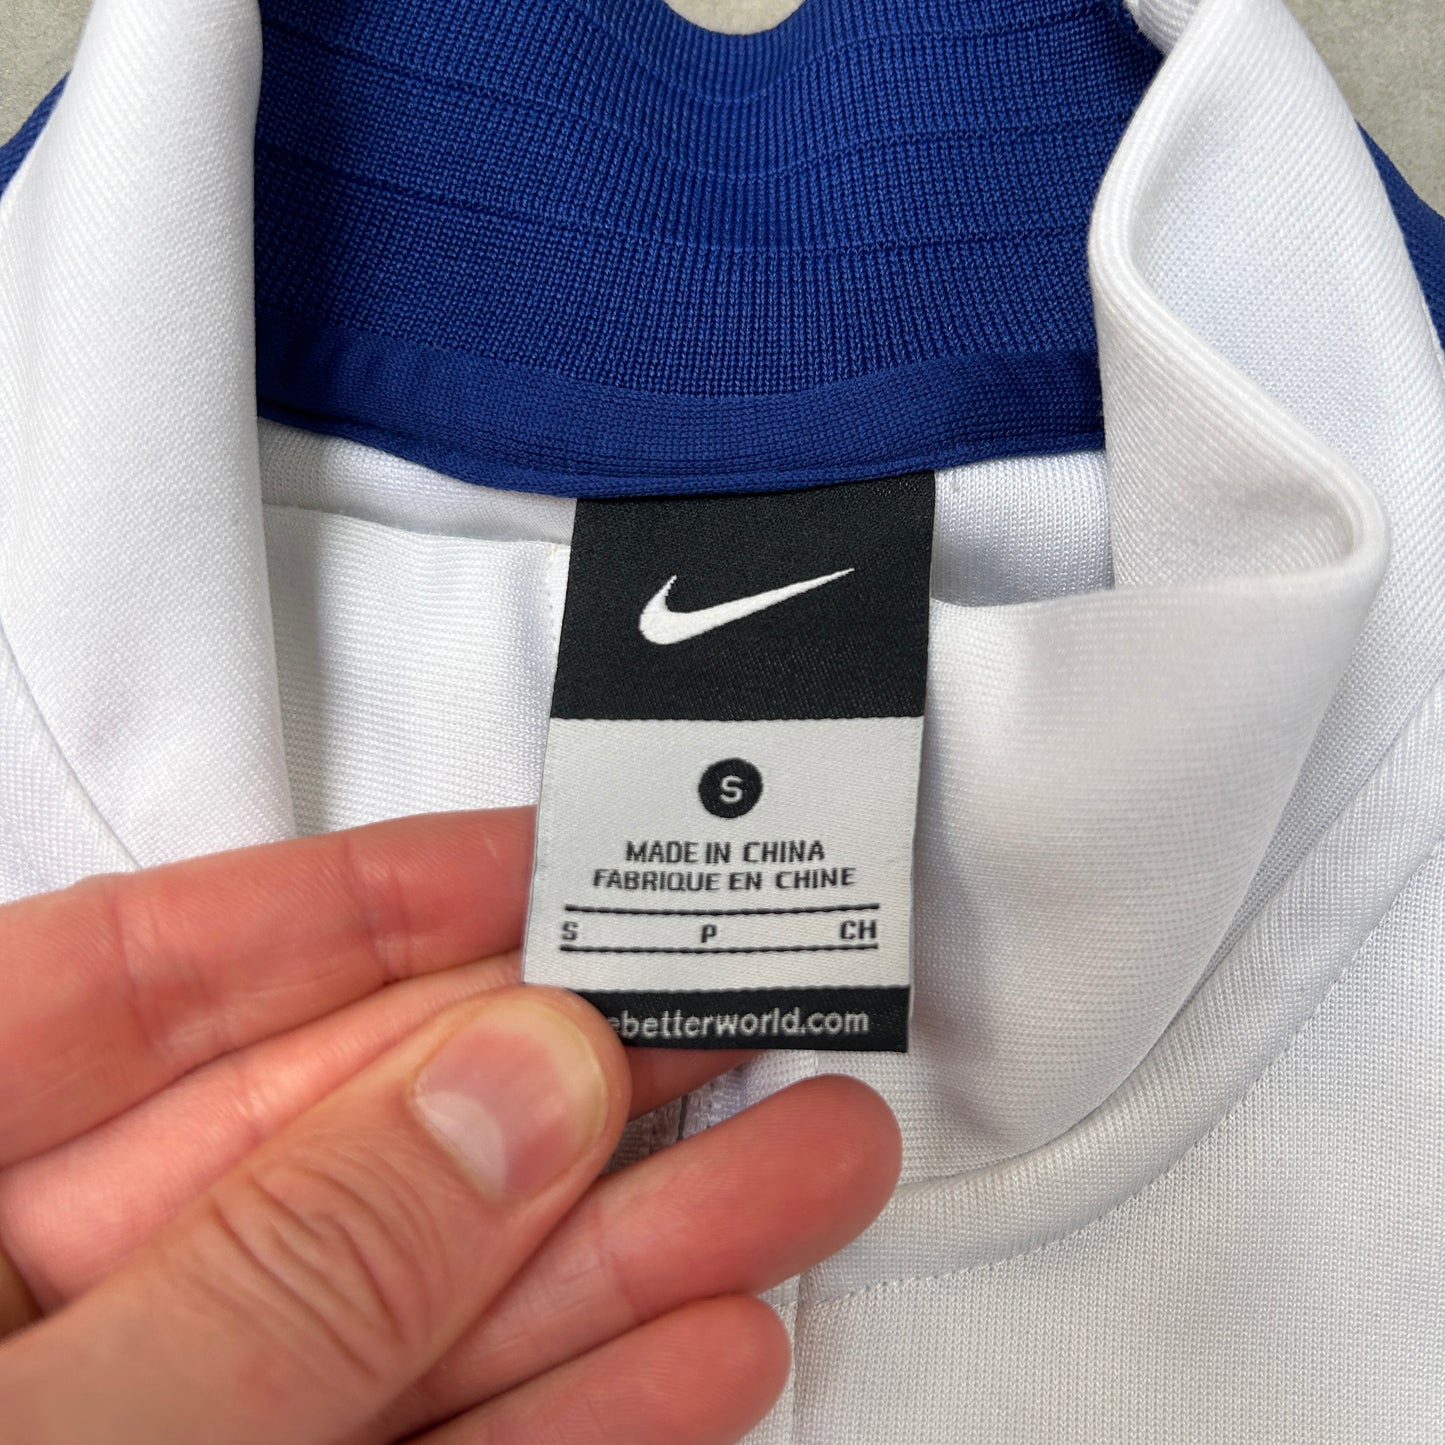 S
MADE IN CHINA
FABRIQUE EN CHINE
S P CH
ebetterworld.com